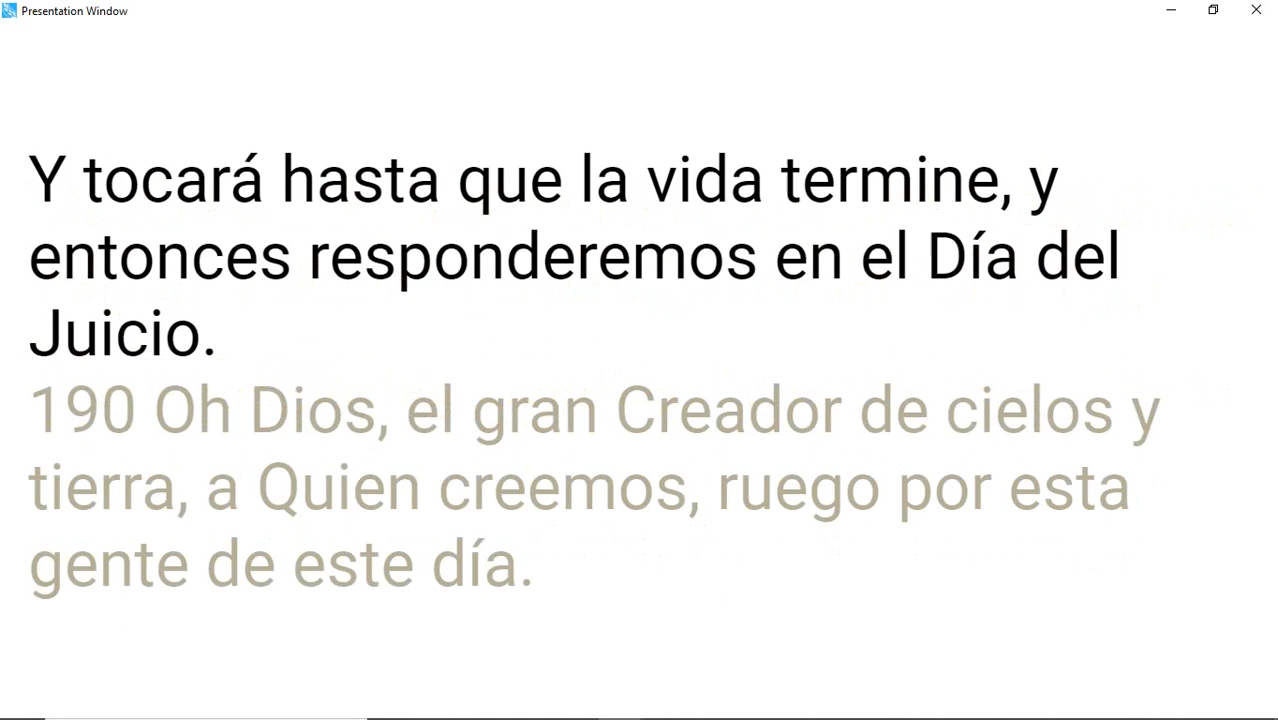 Presentation Window
Y tocará hasta que la vida termine, y
entonces responderemos en el Día del
Juicio.
190 Oh Dios, el gran Creador de cielos y
tierra, a Quien creemos, ruego por esta
gente de este día.